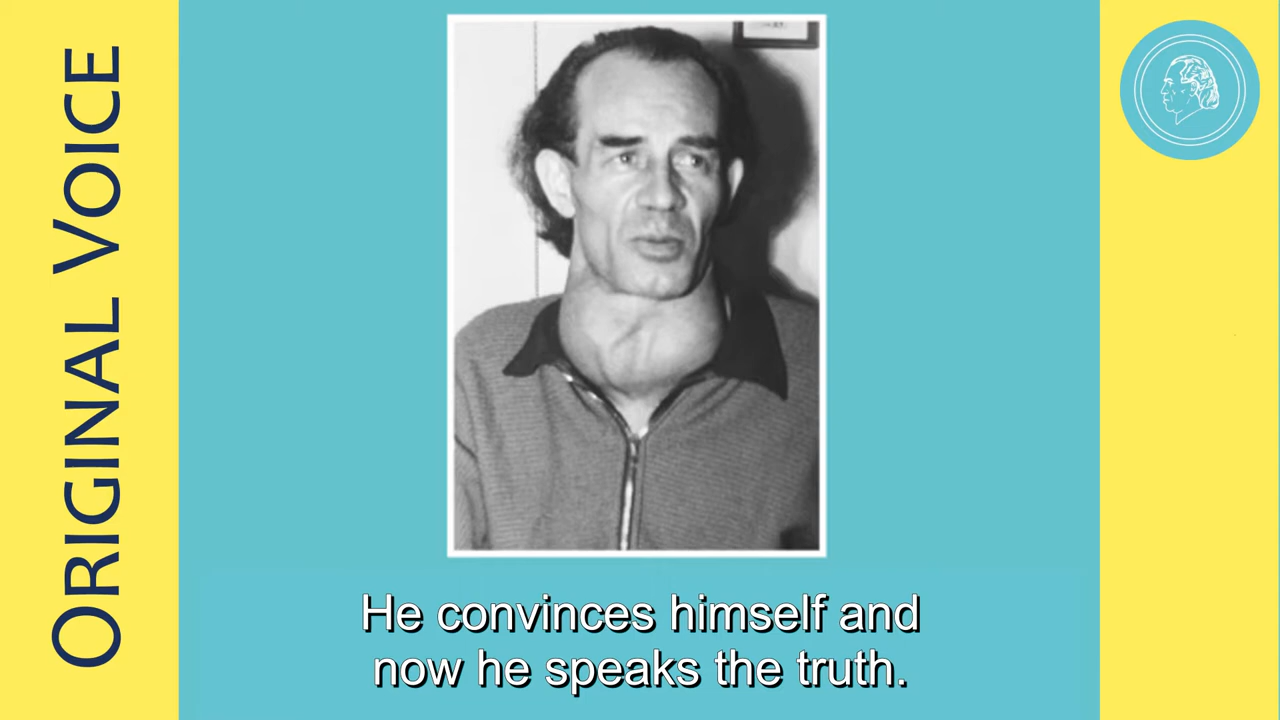 ORIGINAL VOICE
He convinces himself and
now he speaks the truth.